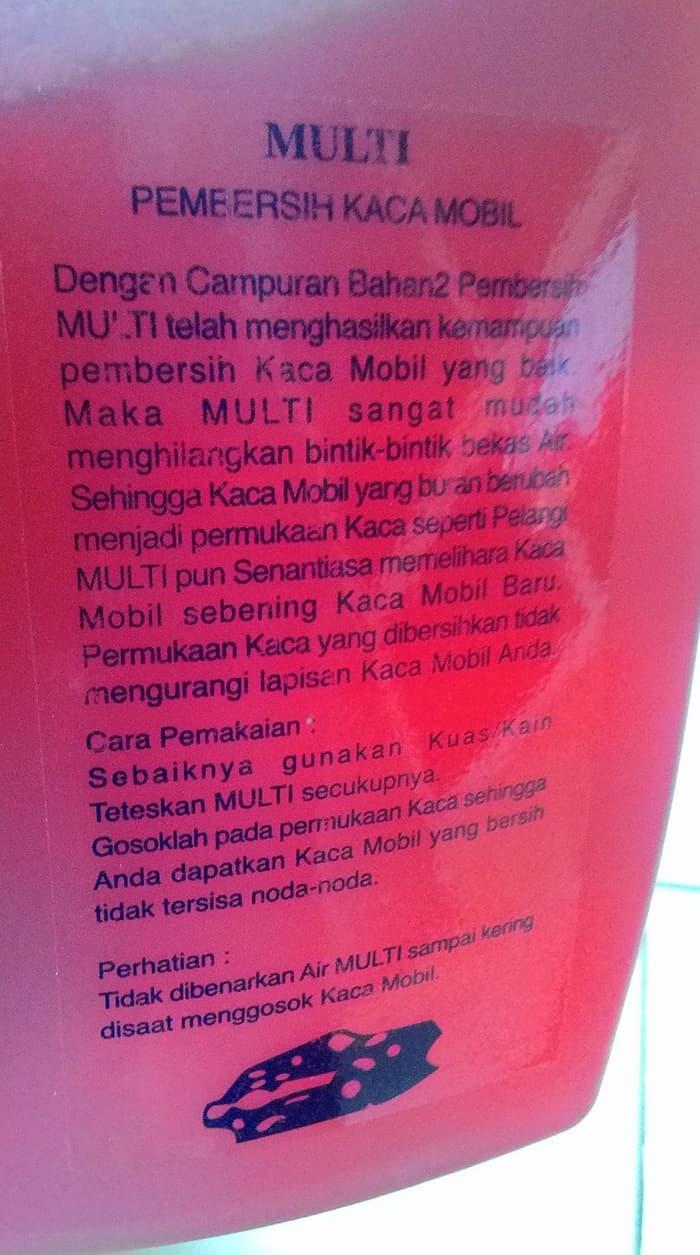 MULTI
PEMBERSIH KACA MOBIL
Dengan Campuran Bahan2 Pembersih
MULTI telah menghasilkan kemampuan
pembersih Kaca Mobil yang baik.
Maka MULTI sangat mudah
menghilangkan bintik-bintik bekas Air.
Sehingga Kaca Mobil yang buran berubah
menjadi permukaan Kaca seperti Pelangi
MULTI pun Senantiasa memelihara Kaca
Mobil sebening Kaca Mobil Baru.
Permukaan Kaca yang dibersihkan tidak
mengurangi lapisan Kaca Mobil Anda.
Cara Pemakaian :
Sebaiknya gunakan Kuas/Kain
Teteskan MULTI secukupnya.
Gosoklah pada permukaan Kaca sehingga
Anda dapatkan Kaca Mobil yang bersih
tidak tersisa noda-noda.
Perhatian :
Tidak dibenarkan Air MULTI sampai kering
disaat menggosok Kaca Mobil.